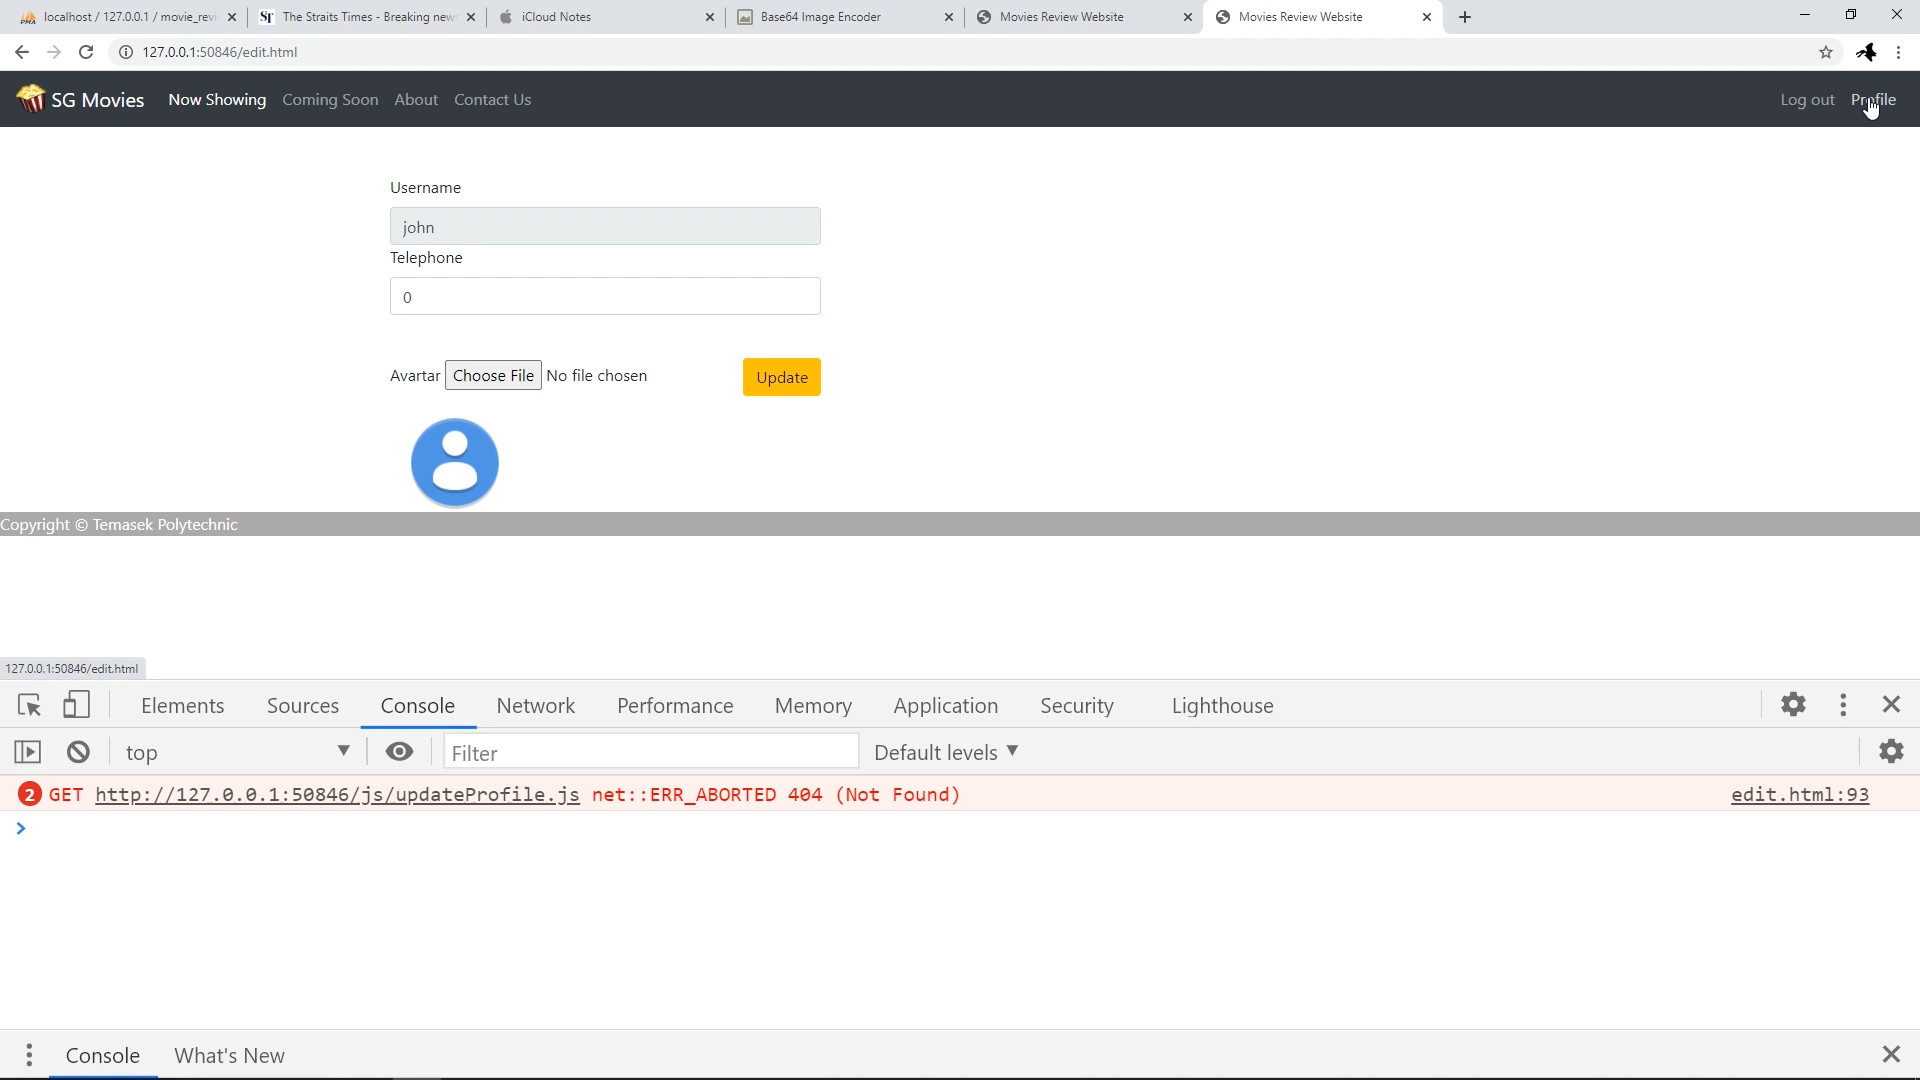 localhost / 127.0.0.1 / movie_revi
ST The Straits Times - Breaking news
iCloud Notes
Base64 Image Encoder
Movies Review Website
Movies Review Website
127.0.0.1:50846/edit.html
SG Movies Now Showing Coming Soon About Contact Us Log out Profile
Username
john
Telephone
0
Avartar Choose File No file chosen Update
Copyright © Temasek Polytechnic
127.0.0.1:50846/edit.html
Elements Sources Console Network Performance Memory Application Security Lighthouse
top Filter Default levels
2 GET http://127.0.0.1:50846/js/updateProfile.js net::ERR_ABORTED 404 (Not Found) edit.html:93
Console What's New